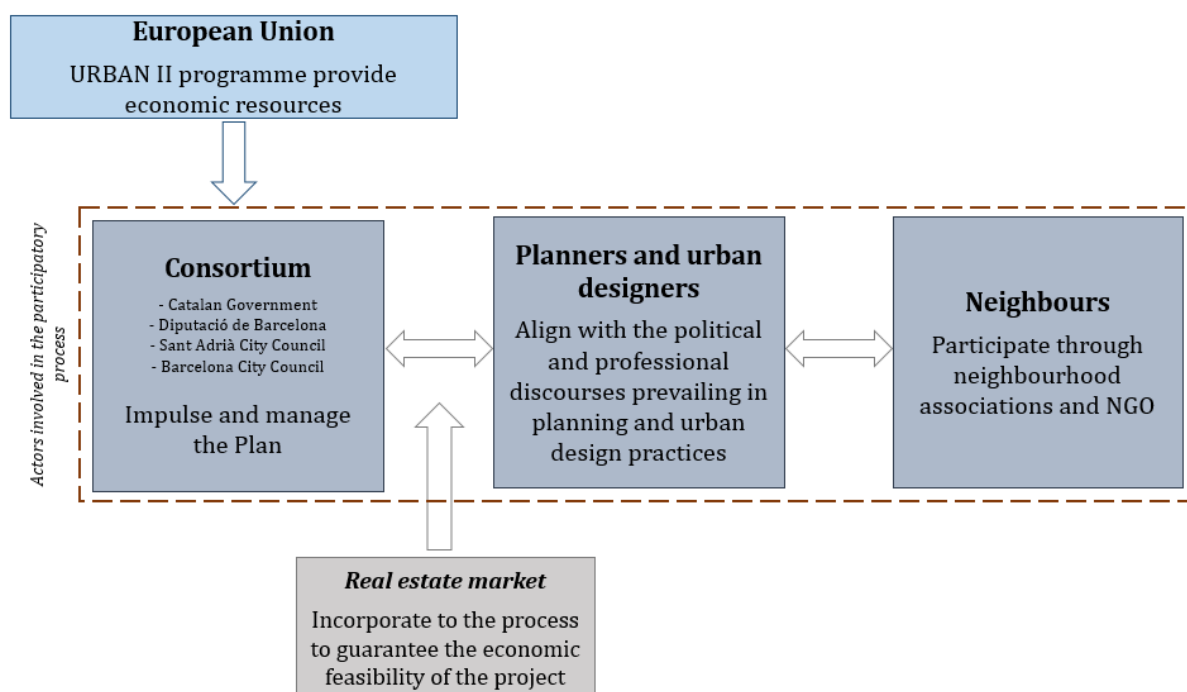 European Union
URBAN II programme provide
economic resources
Actors involved in the participatory
process
Consortium
- Catalan Government
- Diputació de Barcelona
- Sant Adrià City Council
- Barcelona City Council
Impulse and manage
the Plan
Planners and urban
designers
Align with the political
and professional
discourses prevailing in
planning and urban
design practices
Neighbours
Participate through
neighbourhood
associations and NGO
Real estate market
Incorporate to the process
to guarantee the economic
feasibility of the project